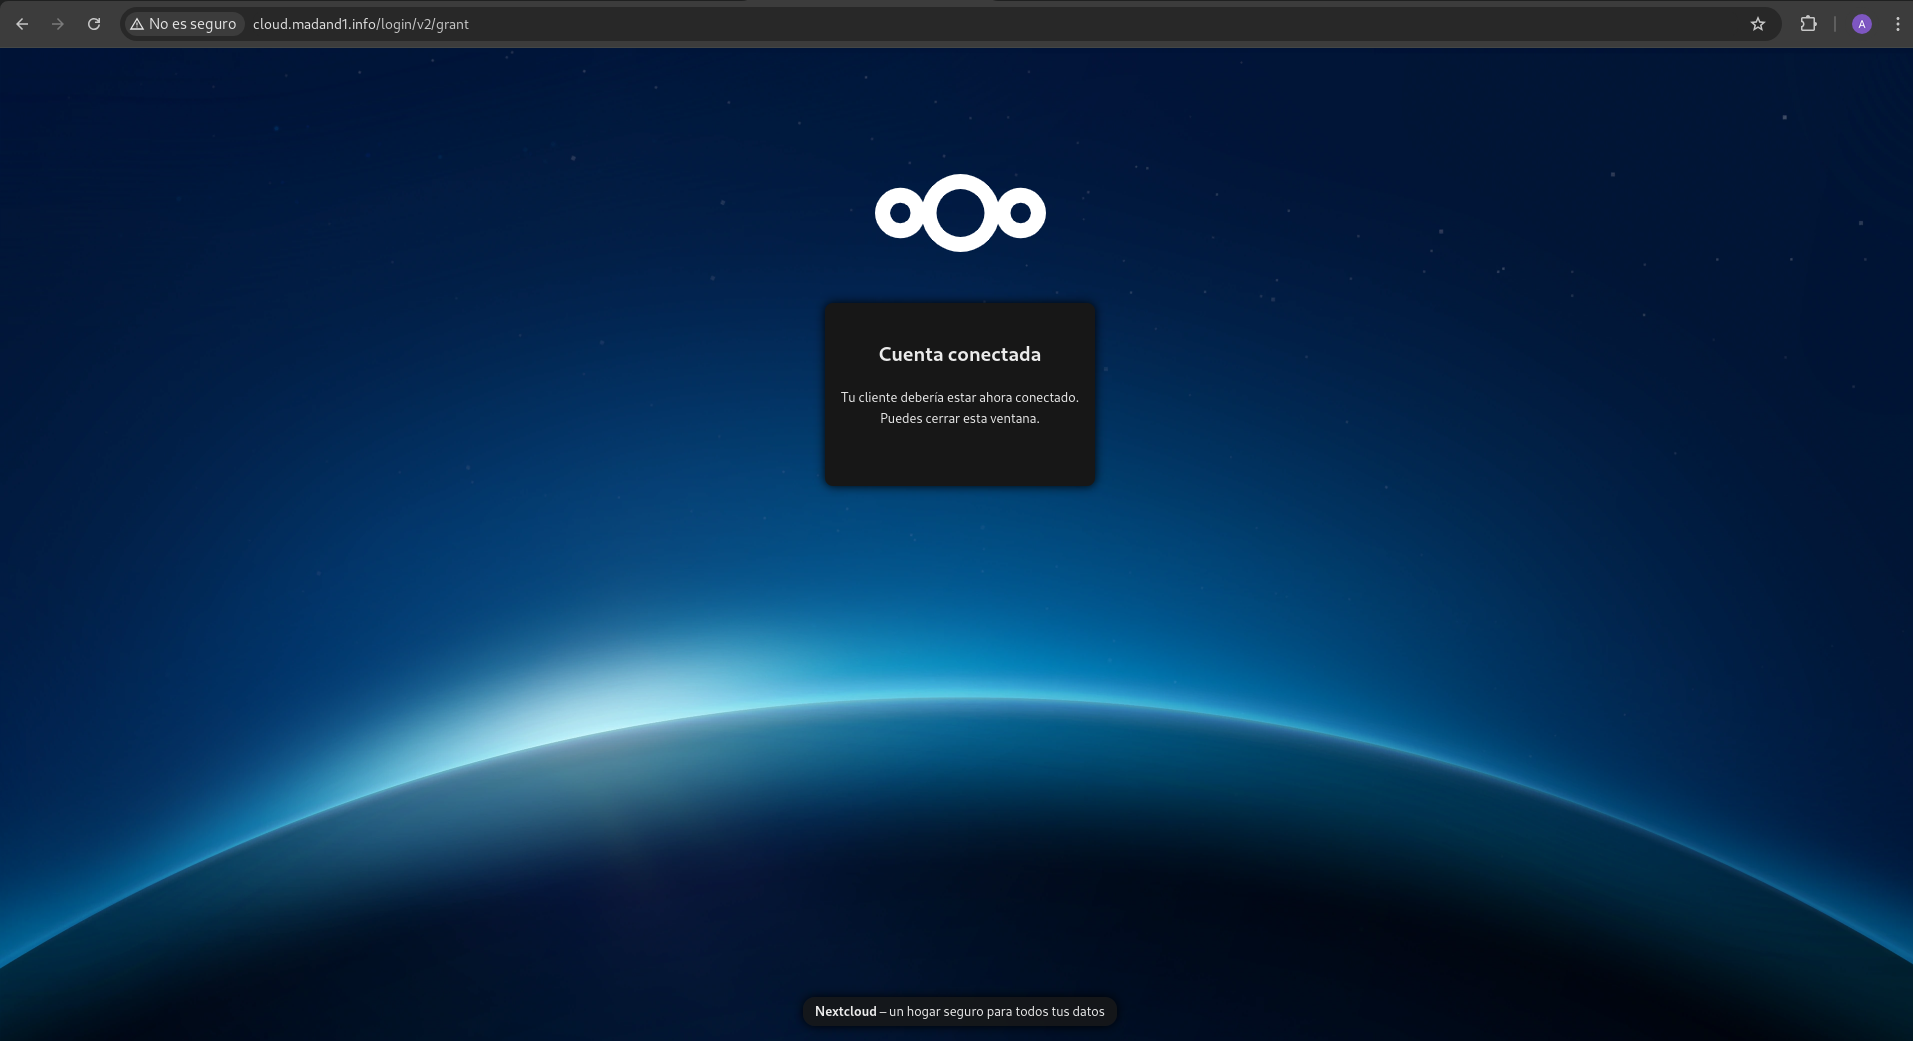 No es seguro cloud.madand1.info/login/v2/grant
A
Cuenta conectada
Tu cliente debería estar ahora conectado.
Puedes cerrar esta ventana.
Nextcloud – un hogar seguro para todos tus datos